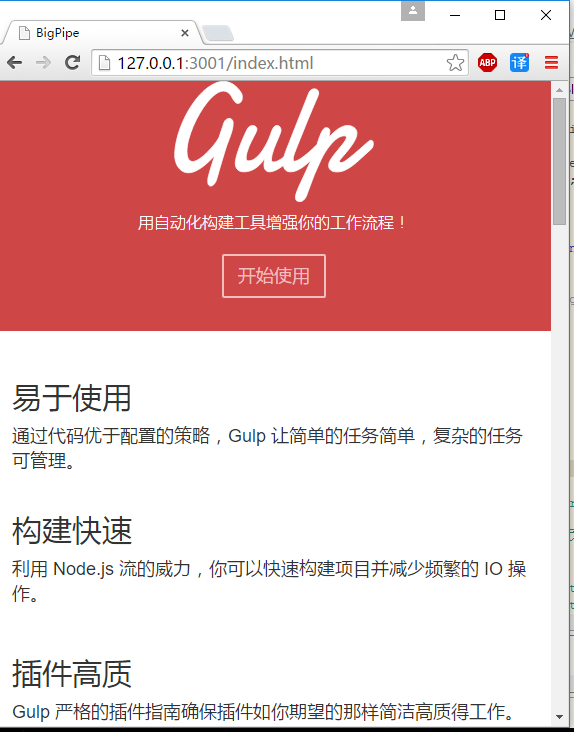 BigPipe
127.0.0.1:3001/index.html
ABP
译
Gulp
用自动化构建工具增强你的工作流程！
开始使用
易于使用
通过代码优于配置的策略，Gulp 让简单的任务简单，复杂的任务
可管理。
构建快速
利用 Node.js 流的威力，你可以快速构建项目并减少频繁的 IO 操
作。
插件高质
Gulp 严格的插件指南确保插件如你期望的那样简洁高质得工作。